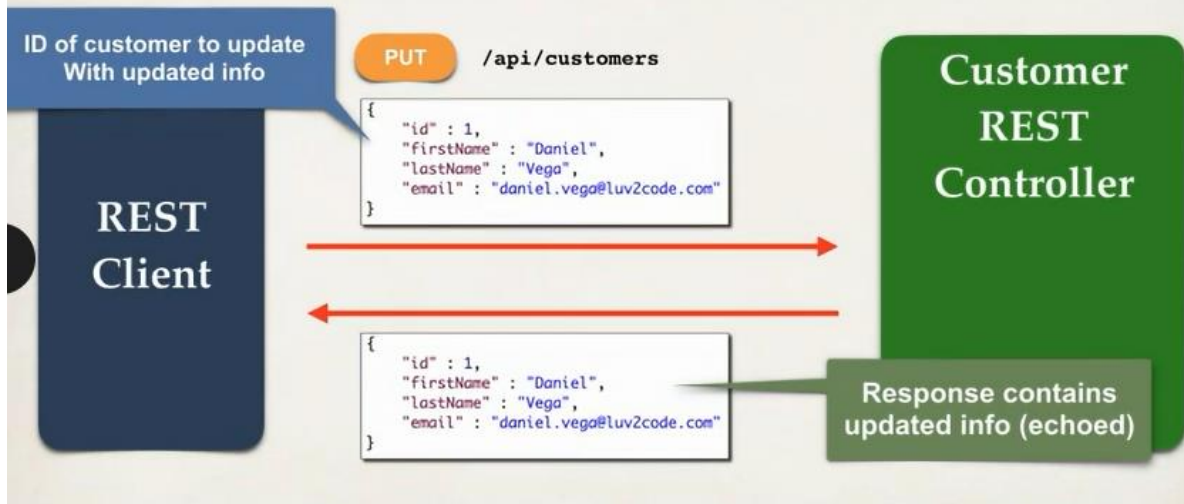 ID of customer to update
With updated info
PUT
/api/customers
{
"id" : 1,
"firstName" : "Daniel",
"lastName" : "Vega",
"email" : "daniel.vega@luv2code.com"
}
REST
Client
Customer
REST
Controller
{
"id" : 1,
"firstName" : "Daniel",
"lastName" : "Vega",
"email" : "daniel.vega@luv2code.com"
}
Response contains
updated info (echoed)